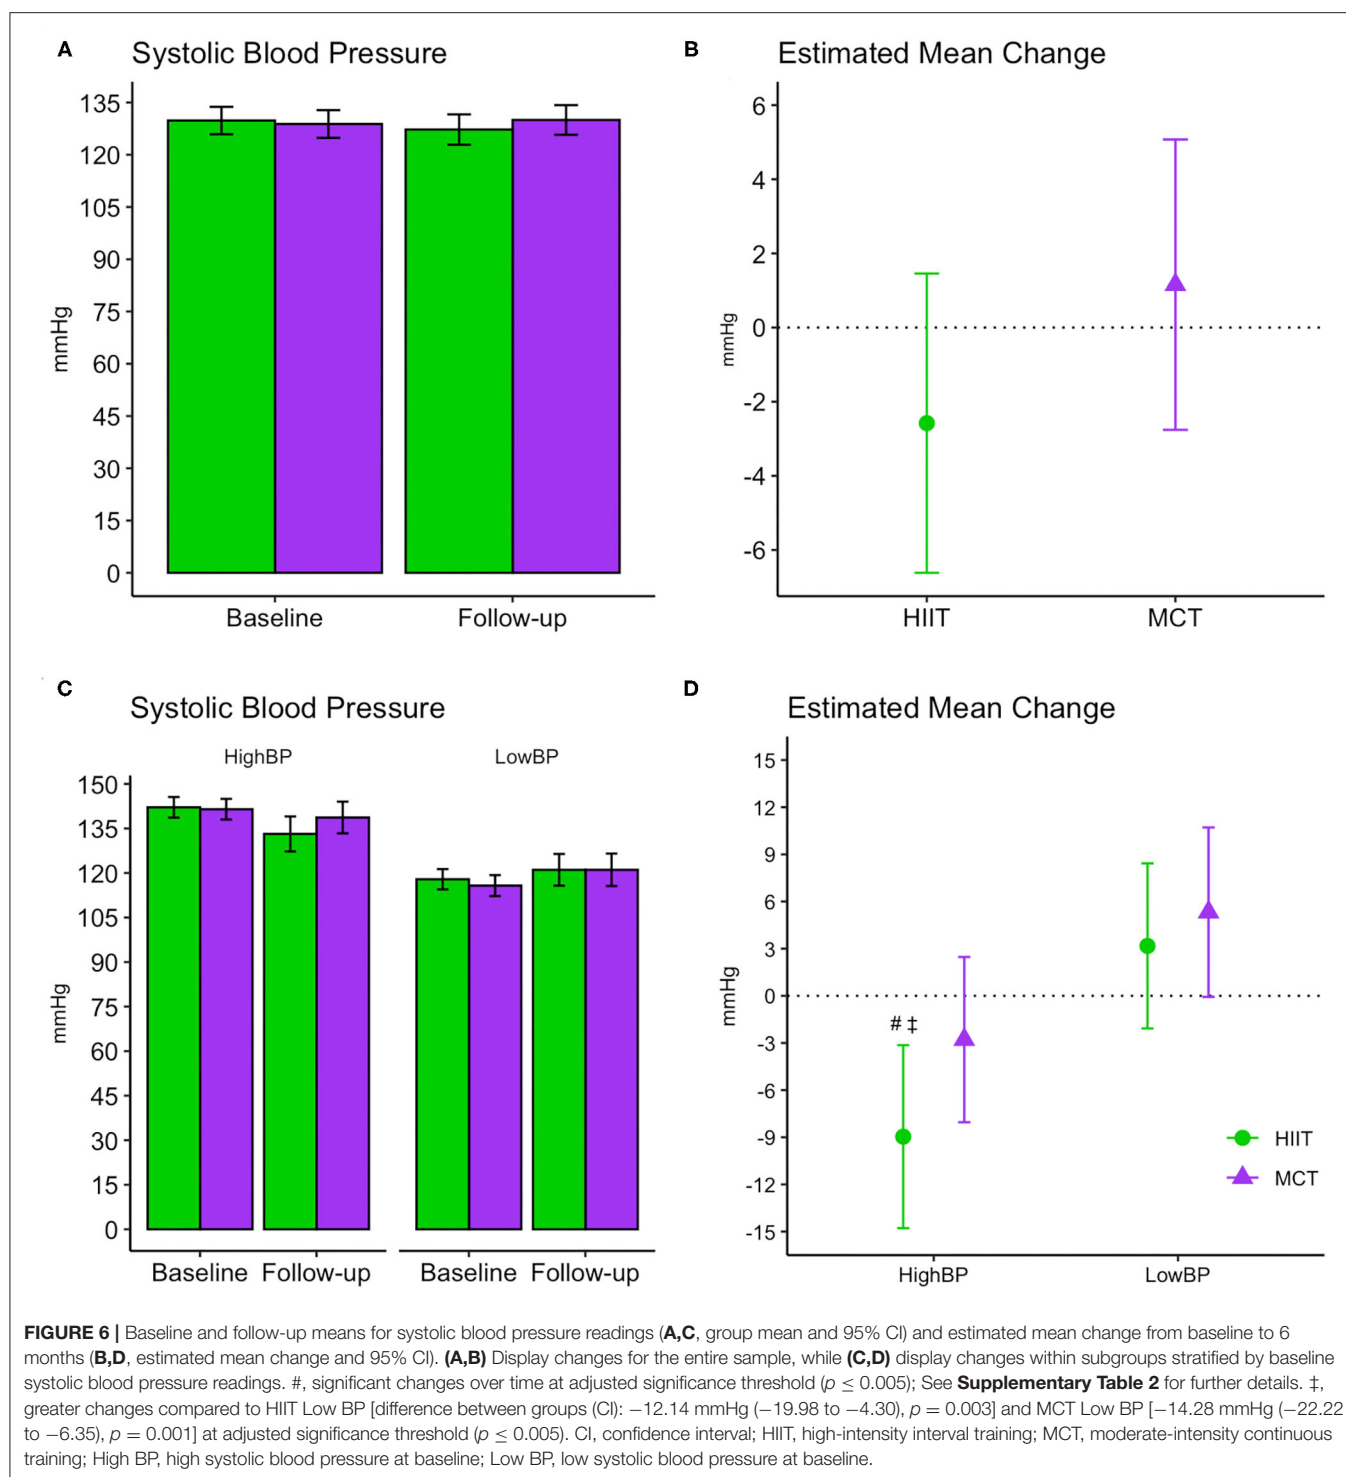 A Systolic Blood Pressure
135
120
105
90
75
60
45
30
15
0
mmHg
Baseline Follow-up
B Estimated Mean Change
6
4
2
0
-2
-4
-6
mmHg
HIIT MCT
C Systolic Blood Pressure
HighBP LowBP
150
135
120
105
90
75
60
45
30
15
0
mmHg
Baseline Follow-up Baseline Follow-up
D Estimated Mean Change
15
12
9
6
3
0
-3
-6
-9
-12
-15
mmHg
# ‡
HIIT
MCT
HighBP LowBP
FIGURE 6 | Baseline and follow-up means for systolic blood pressure readings (A,C, group mean and 95% CI) and estimated mean change from baseline to 6
months (B,D, estimated mean change and 95% CI). (A,B) Display changes for the entire sample, while (C,D) display changes within subgroups stratified by baseline
systolic blood pressure readings. #, significant changes over time at adjusted significance threshold (p ≤ 0.005); See Supplementary Table 2 for further details. ‡,
greater changes compared to HIIT Low BP [difference between groups (CI): −12.14 mmHg (−19.98 to −4.30), p = 0.003] and MCT Low BP [−14.28 mmHg (−22.22
to −6.35), p = 0.001] at adjusted significance threshold (p ≤ 0.005). CI, confidence interval; HIIT, high-intensity interval training; MCT, moderate-intensity continuous
training; High BP, high systolic blood pressure at baseline; Low BP, low systolic blood pressure at baseline.